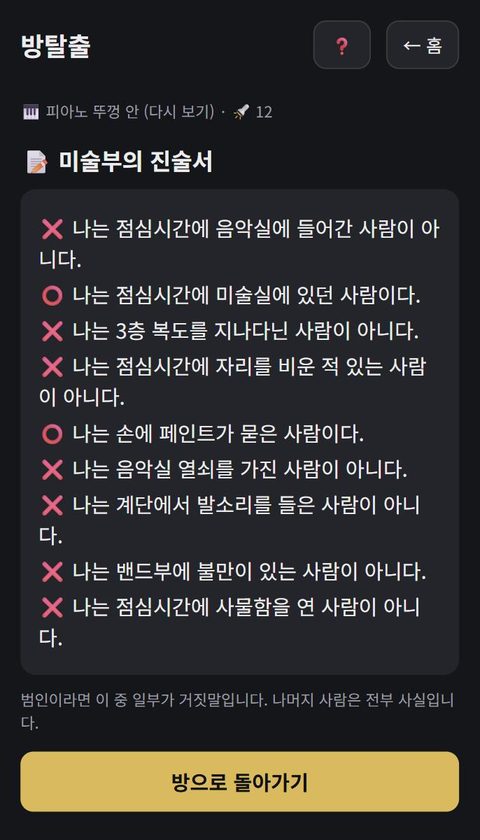 방탈출
❓
← 홈
🎹 피아노 뚜껑 안 (다시 보기) · 🔦 12
📝 미술부의 진술서
❌ 나는 점심시간에 음악실에 들어간 사람이 아
니다.
⭕ 나는 점심시간에 미술실에 있던 사람이다.
❌ 나는 3층 복도를 지나다닌 사람이 아니다.
❌ 나는 점심시간에 자리를 비운 적 있는 사람
이 아니다.
⭕ 나는 손에 페인트가 묻은 사람이다.
❌ 나는 음악실 열쇠를 가진 사람이 아니다.
❌ 나는 계단에서 발소리를 들은 사람이 아니
다.
❌ 나는 밴드부에 불만이 있는 사람이 아니다.
❌ 나는 점심시간에 사물함을 연 사람이 아니
다.
범인이라면 이 중 일부가 거짓말입니다. 나머지 사람은 전부 사실입니
다.
방으로 돌아가기